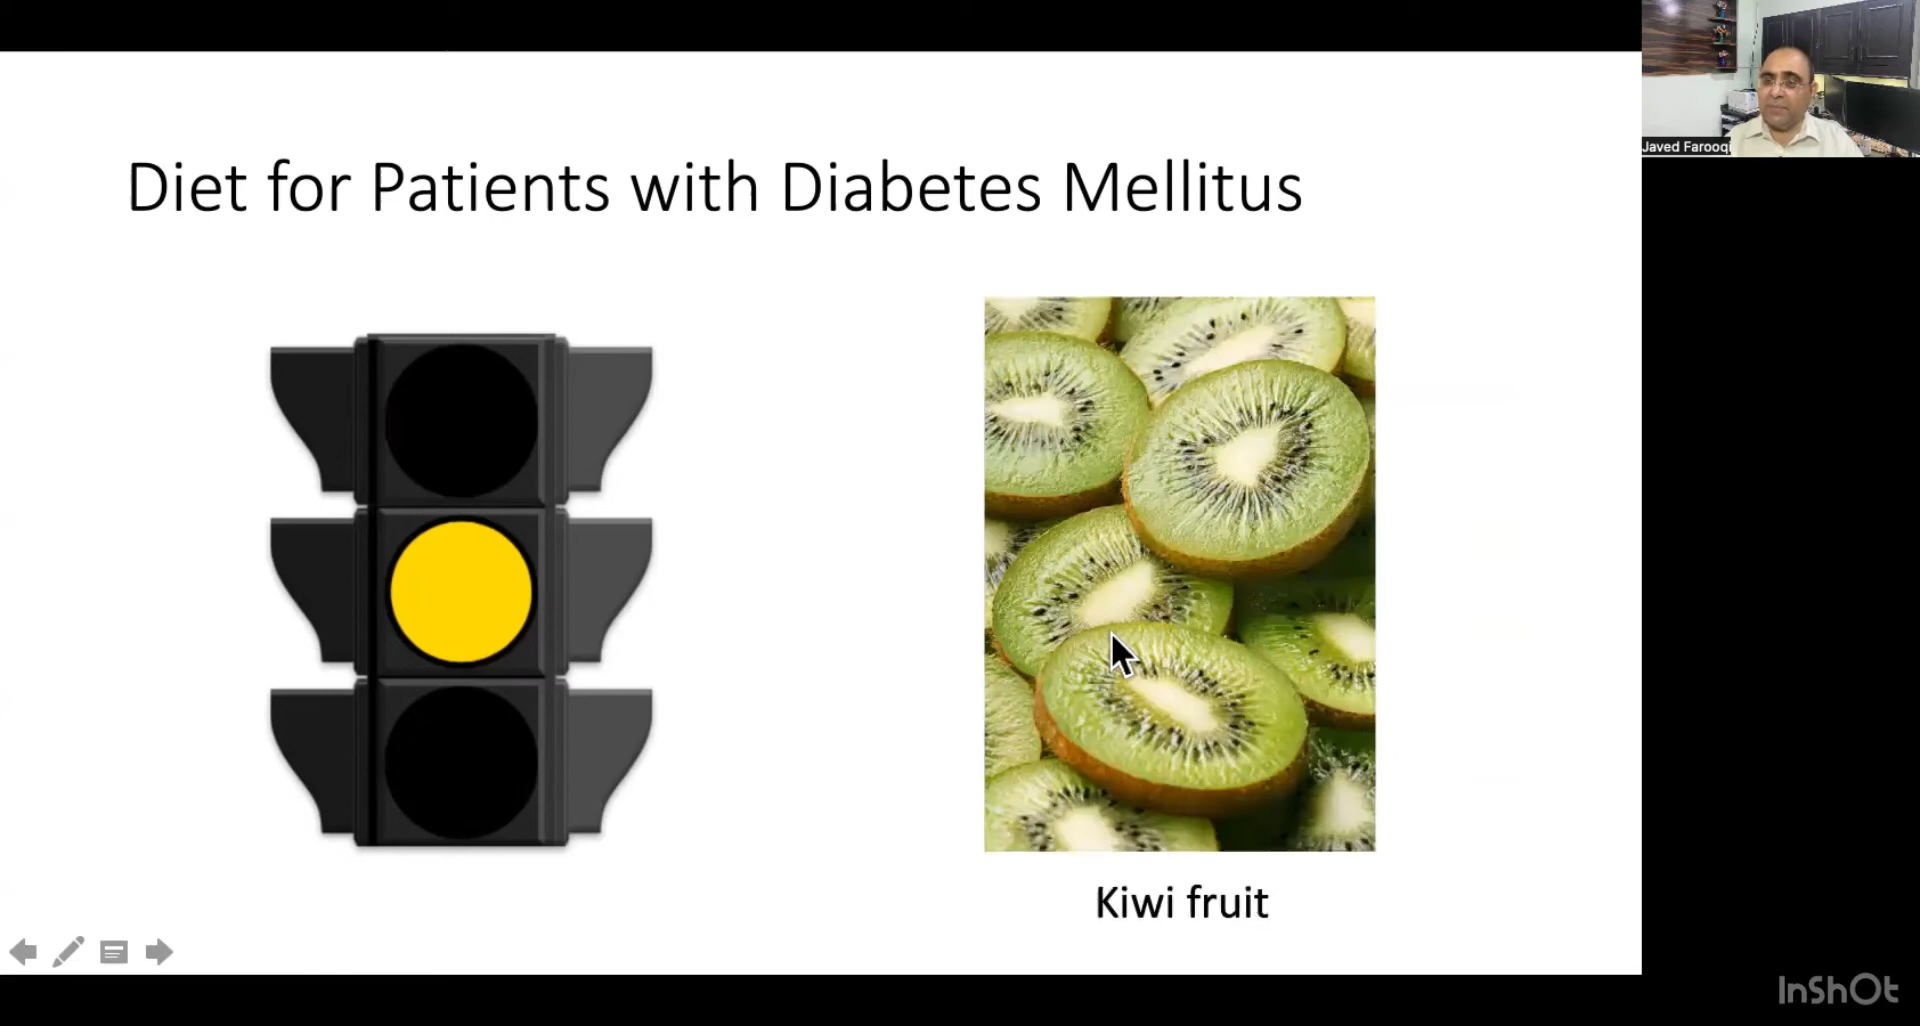 Diet for Patients with Diabetes Mellitus
Javed Farooqi
Kiwi fruit
InShOt